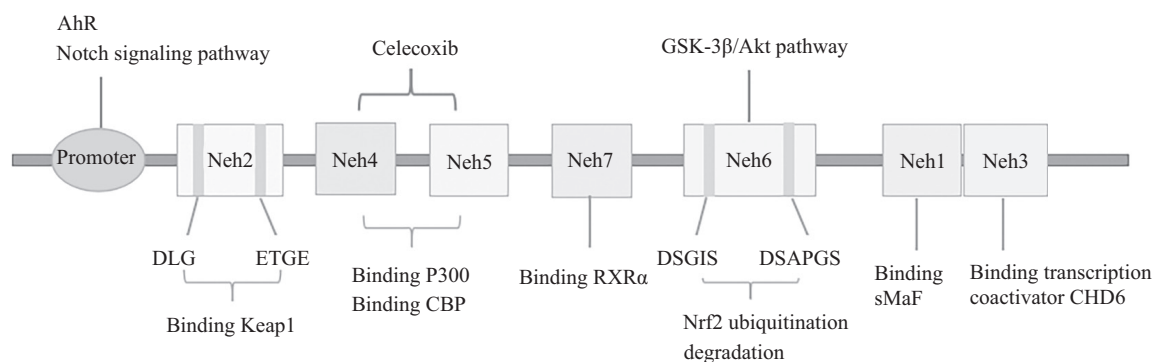 AhR
Notch signaling pathway
Celecoxib
GSK-3β/Akt pathway
Promoter
Neh2
Neh4
Neh5
Neh7
Neh6
Neh1
Neh3
DLG
ETGE
Binding Keap1
Binding P300
Binding CBP
Binding RXRα
DSGIS
DSAPGS
Nrf2 ubiquitination
degradation
Binding
sMaF
Binding transcription
coactivator CHD6